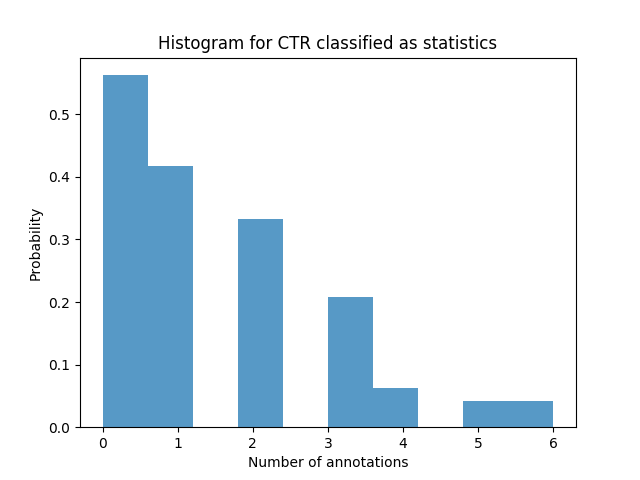 Histogram for CTR classified as statistics
Probability
0.5
0.4
0.3
0.2
0.1
0.0
0 1 2 3 4 5 6
Number of annotations